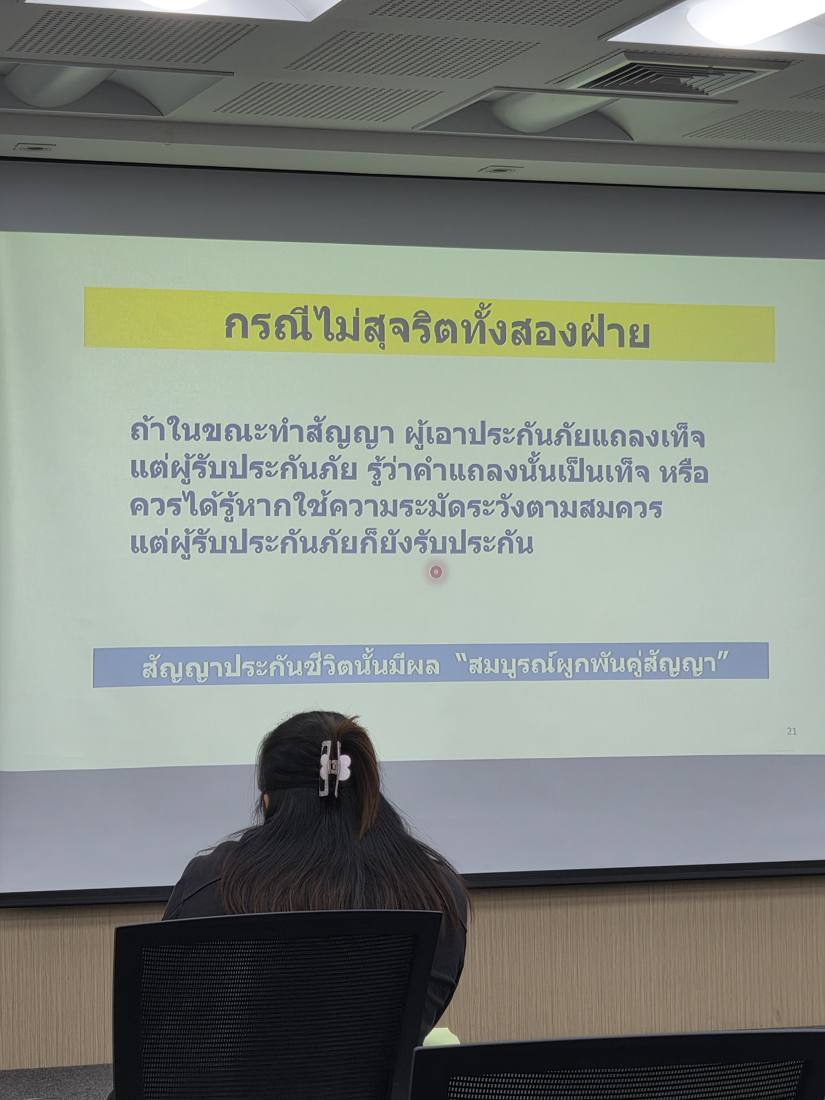 กรณีไม่สุจริตทั้งสองฝ่าย
ถ้าในขณะทำสัญญา ผู้เอาประกันภัยแถลงเท็จ
แต่ผู้รับประกันภัย รู้ว่าคำแถลงนั้นเป็นเท็จ หรือ
ควรได้รู้หากใช้ความระมัดระวังตามสมควร
แต่ผู้รับประกันภัยก็ยังรับประกัน
สัญญาประกันชีวิตนั้นมีผล “สมบูรณ์ผูกพันคู่สัญญา”
21